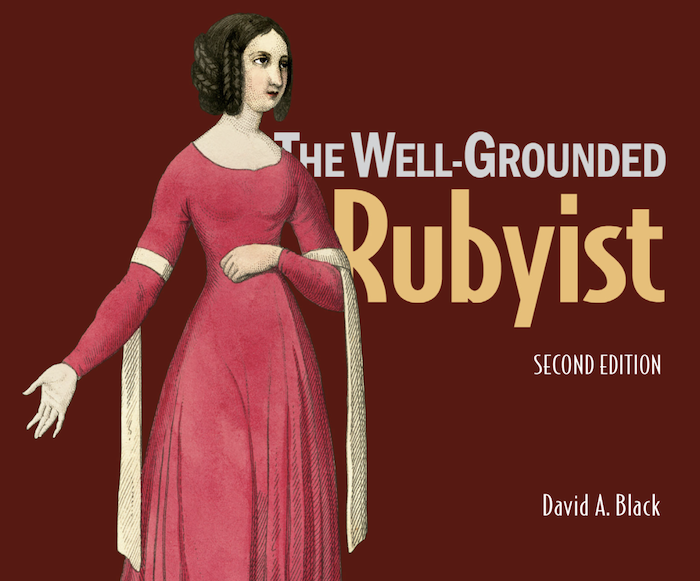 THE WELL-GROUNDED
Rubyist
SECOND EDITION
David A. Black